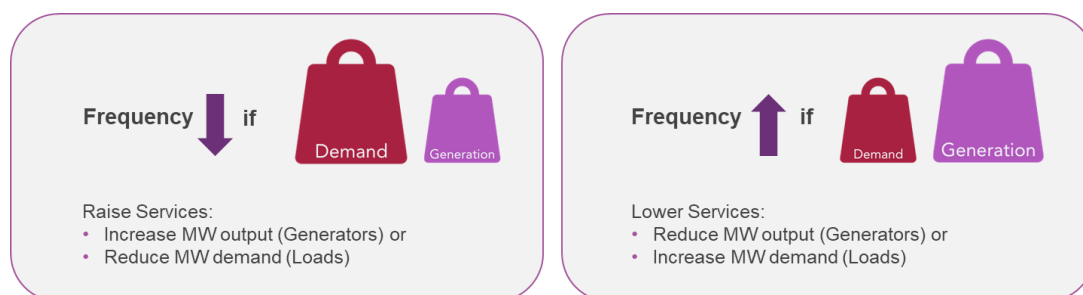 Frequency if
Demand
Generation
Raise Services:
• Increase MW output (Generators) or
• Reduce MW demand (Loads)
Frequency if
Demand
Generation
Lower Services:
• Reduce MW output (Generators) or
• Increase MW demand (Loads)